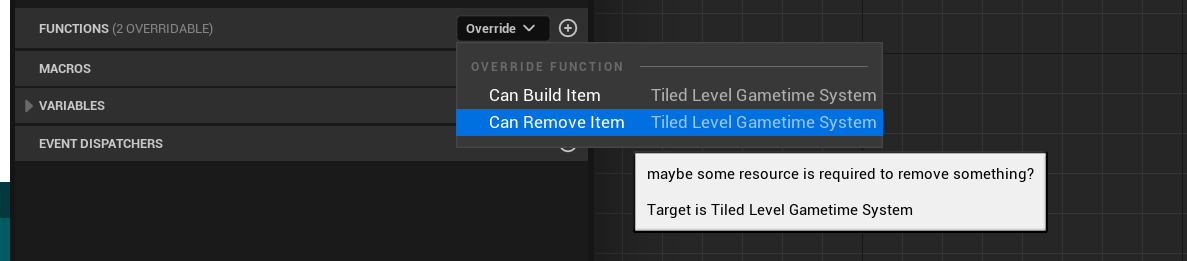 FUNCTIONS (2 OVERRIDABLE) Override
OVERRIDE FUNCTION
MACROS
Can Build Item Tiled Level Gametime System
VARIABLES
Can Remove Item Tiled Level Gametime System
EVENT DISPATCHERS
maybe some resource is required to remove something?
Target is Tiled Level Gametime System